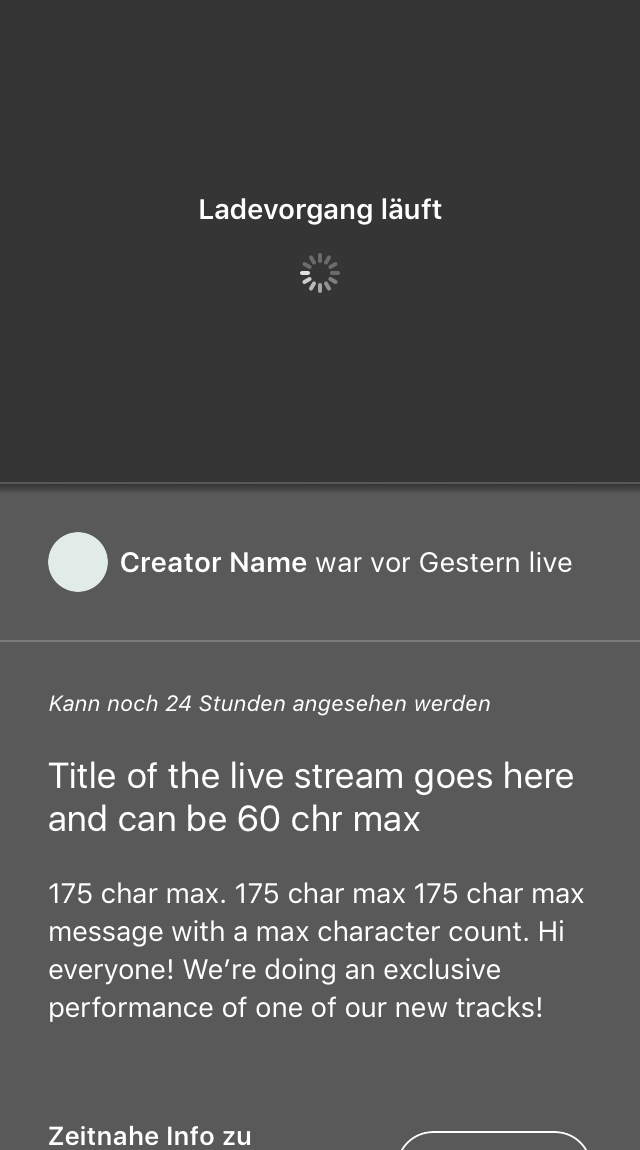 Ladevorgang läuft
Creator Name war vor Gestern live
Kann noch 24 Stunden angesehen werden
Title of the live stream goes here
and can be 60 chr max
175 char max. 175 char max 175 char max
message with a max character count. Hi
everyone! We’re doing an exclusive
performance of one of our new tracks!
Zeitnahe Info zu